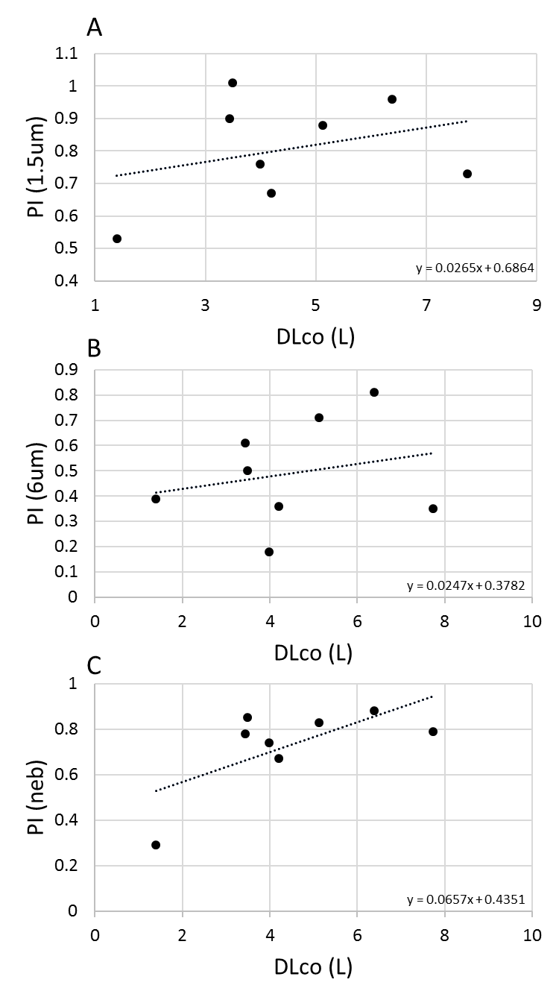 A
1.1
1
0.9
0.8
0.7
0.6
0.5
0.4
PI (1.5um)
y = 0.0265x + 0.6864
1 3 5 7 9
DLco (L)
B
0.9
0.8
0.7
0.6
0.5
0.4
0.3
0.2
0.1
0
PI (6um)
y = 0.0247x + 0.3782
0 2 4 6 8 10
DLco (L)
C
1
0.8
0.6
0.4
0.2
0
PI (neb)
y = 0.0657x + 0.4351
0 2 4 6 8 10
DLco (L)